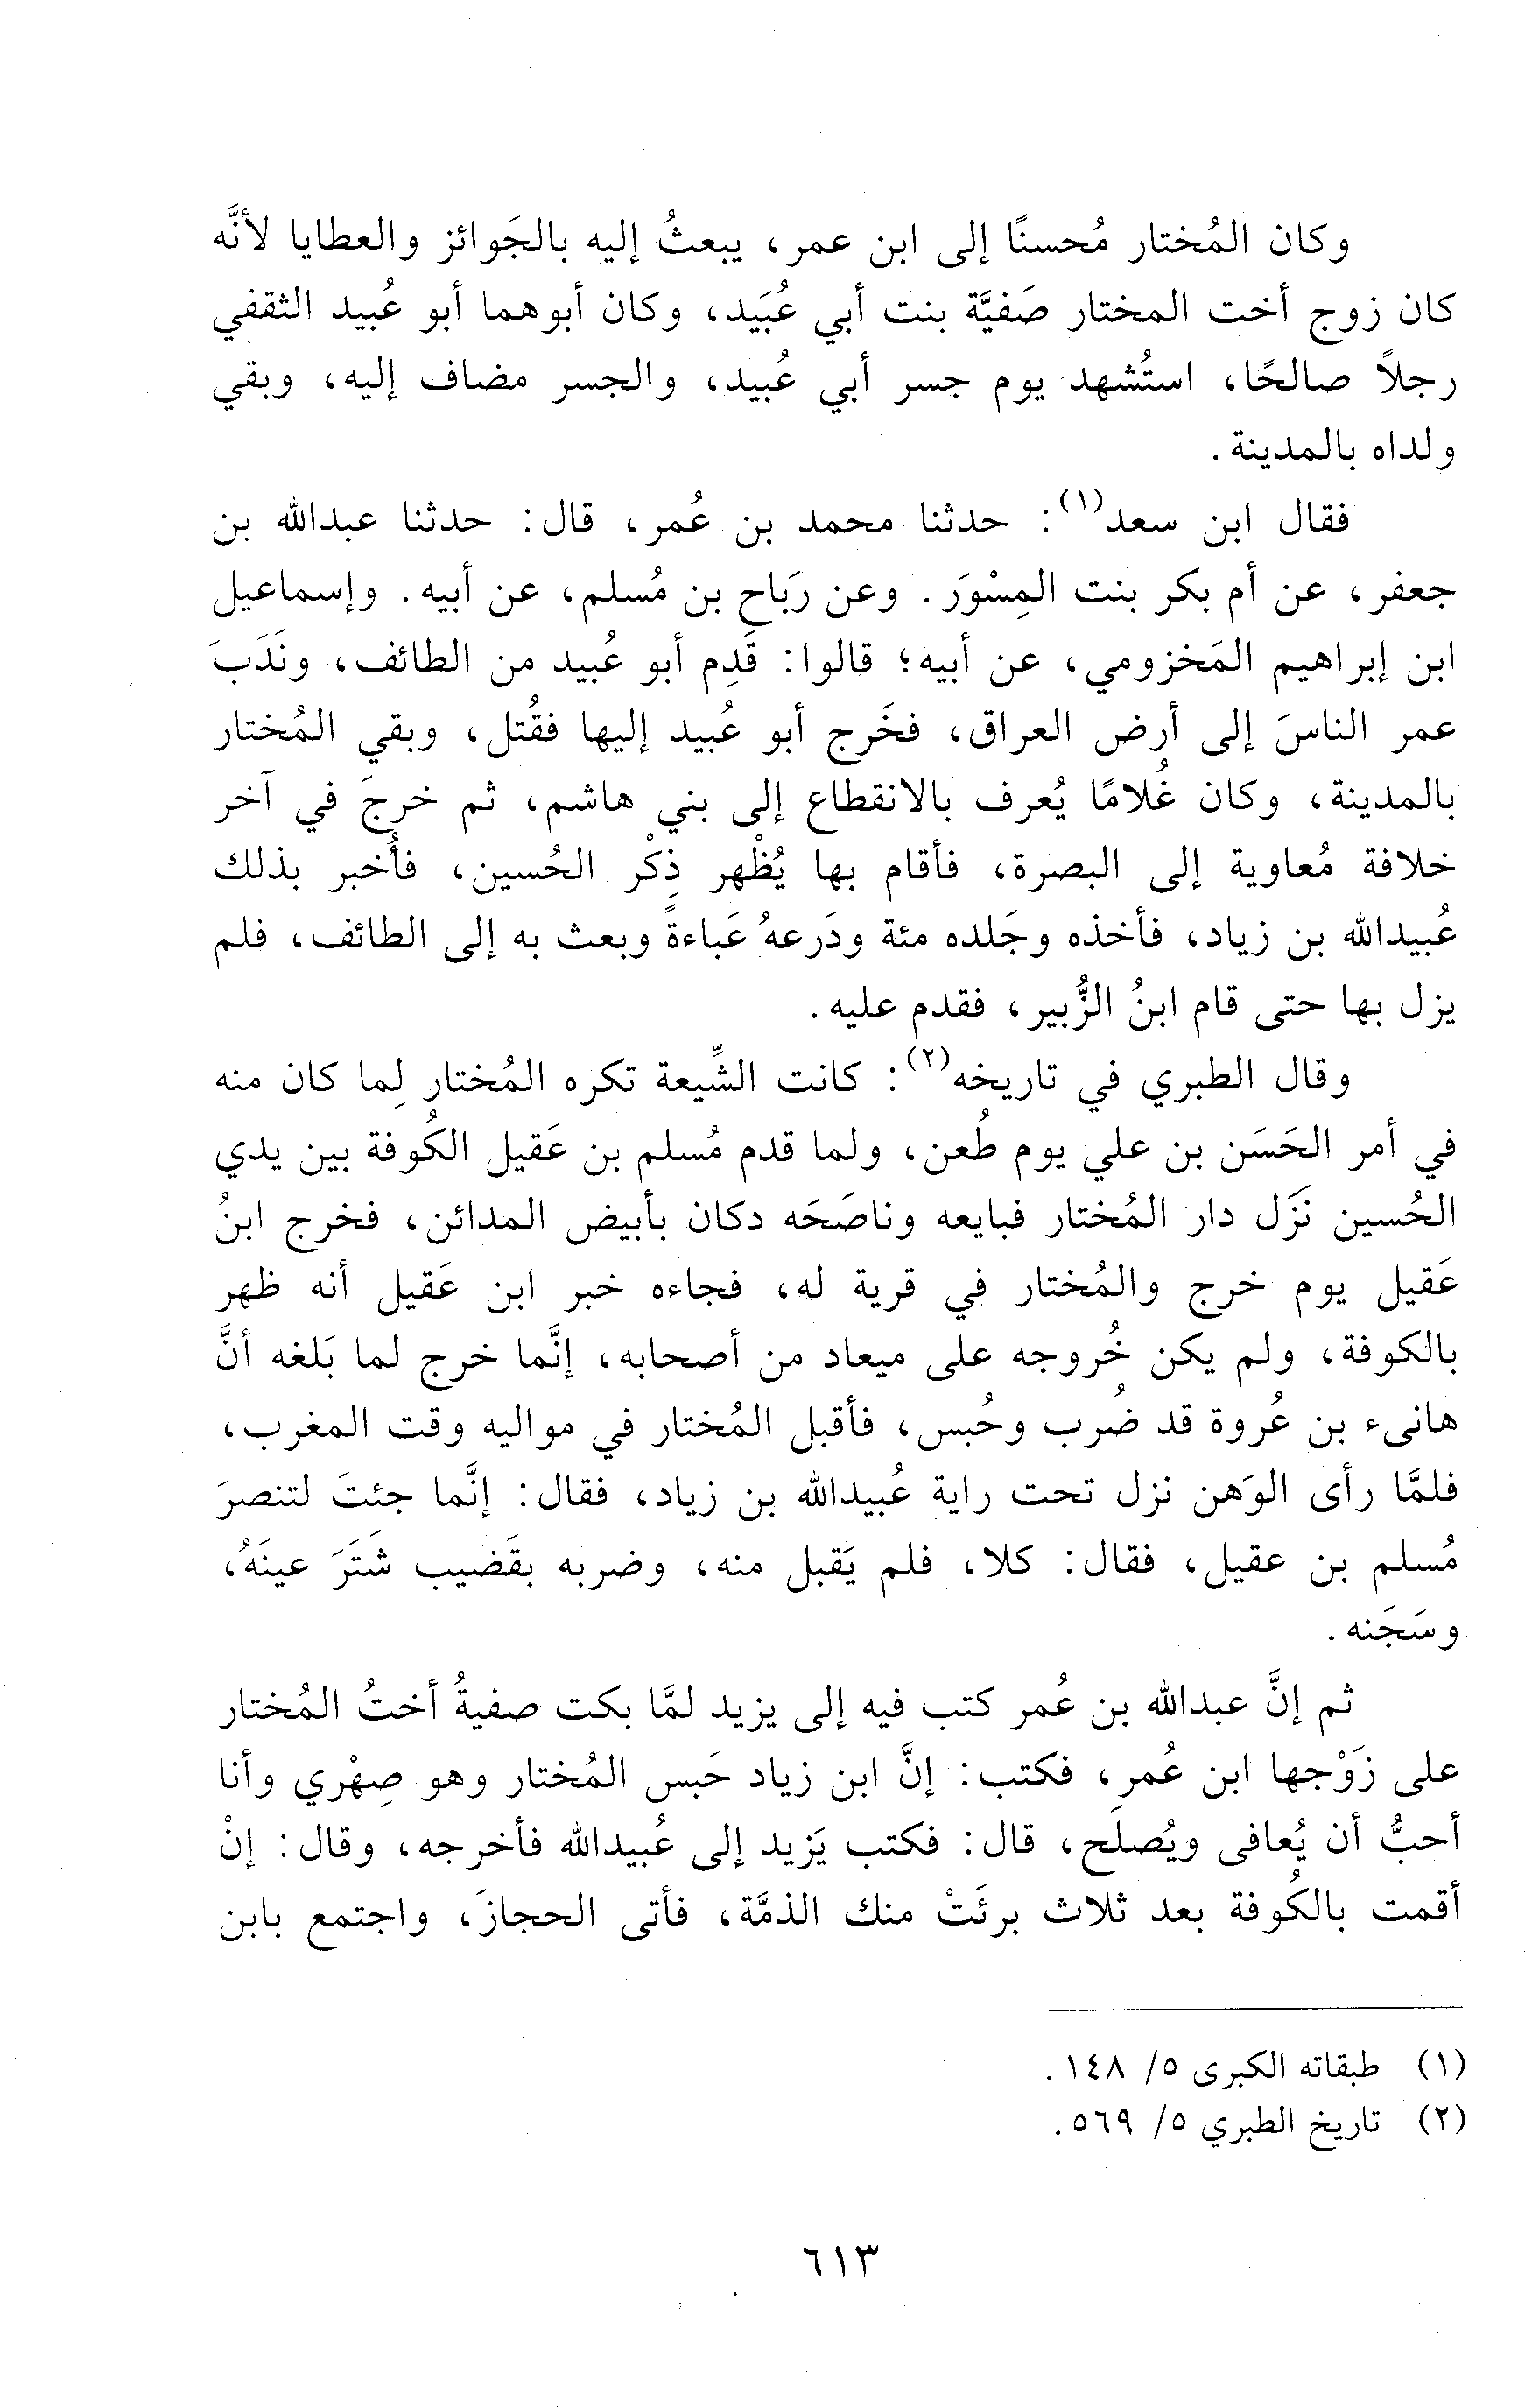 وكان المُختار مُحسنًا إلى ابن عمر، يبعثُ إليه بالجَوائز والعطايا لأنَّه
كان زوج أخت المختار صَفيَّة بنت أبي عُبَيد، وكان أبوهما أبو عُبيد الثقفي
رجلاً صالحًا، استُشهد يوم جسر أبي عُبيد، والجسر مضاف إليه، وبقي
ولداه بالمدينة.
فقال ابن سعد(١): حدثنا محمد بن عُمر، قال: حدثنا عبدالله بن
جعفر، عن أم بكر بنت المِسْوَر. وعن رَبَاح بن مُسلم، عن أبيه. وإسماعيل
ابن إبراهيم المَخزومي، عن أبيه؛ قالوا: قَدِم أبو عُبيد من الطائف، ونَدَبَ
عمر الناسَ إلى أرض العراق، فخَرج أبو عُبيد إليها فقُتل، وبقي المُختار
بالمدينة، وكان غُلامًا يُعرف بالانقطاع إلى بني هاشم، ثم خرجَ في آخر
خلافة مُعاوية إلى البصرة، فأقام بها يُظْهر ذِكْر الحُسين، فأُخبر بذلك
عُبيدالله بن زياد، فأخذه وجَلده مئة ودَرعهُ عَباءةً وبعث به إلى الطائف، فلم
يزل بها حتى قام ابنُ الزُّبير، فقدم عليه.
وقال الطبري في تاريخه(٢): كانت الشِّيعة تكره المُختار لِما كان منه
في أمر الحَسَن بن علي يوم طُعن، ولما قدم مُسلم بن عَقيل الكُوفة بين يدي
الحُسين نَزَل دار المُختار فبايعه وناصَحَه دكان بأبيض المدائن، فخرج ابنُ
عَقيل يوم خرج والمُختار في قرية له، فجاءه خبر ابن عَقيل أنه ظهر
بالكوفة، ولم يكن خُروجه على ميعاد من أصحابه، إنَّما خرج لما بَلغه أنَّ
هانىء بن عُروة قد ضُرب وحُبس، فأقبل المُختار في مواليه وقت المغرب،
فلمَّا رأى الوَهن نزل تحت راية عُبيدالله بن زياد، فقال: إنَّما جئتَ لتنصرَ
مُسلم بن عقيل، فقال: كلا، فلم يَقبل منه، وضربه بقَضيب شَتَرَ عينَهُ،
وسَجَنه.
ثم إنَّ عبدالله بن عُمر كتب فيه إلى يزيد لمَّا بكت صفيةُ أختُ المُختار
على زَوْجها ابن عُمر، فكتب: إنَّ ابن زياد حَبس المُختار وهو صِهْري وأنا
أحبُّ أن يُعافى ويُصلَح، قال: فكتب يَزيد إلى عُبيدالله فأخرجه، وقال: إنْ
أقمت بالكُوفة بعد ثلاث برئَتْ منك الذمَّة، فأتى الحجازَ، واجتمع بابن
(١) طبقاته الكبرى ٥/ ١٤٨.
(٢) تاريخ الطبري ٥/ ٥٦٩.
٦١٣